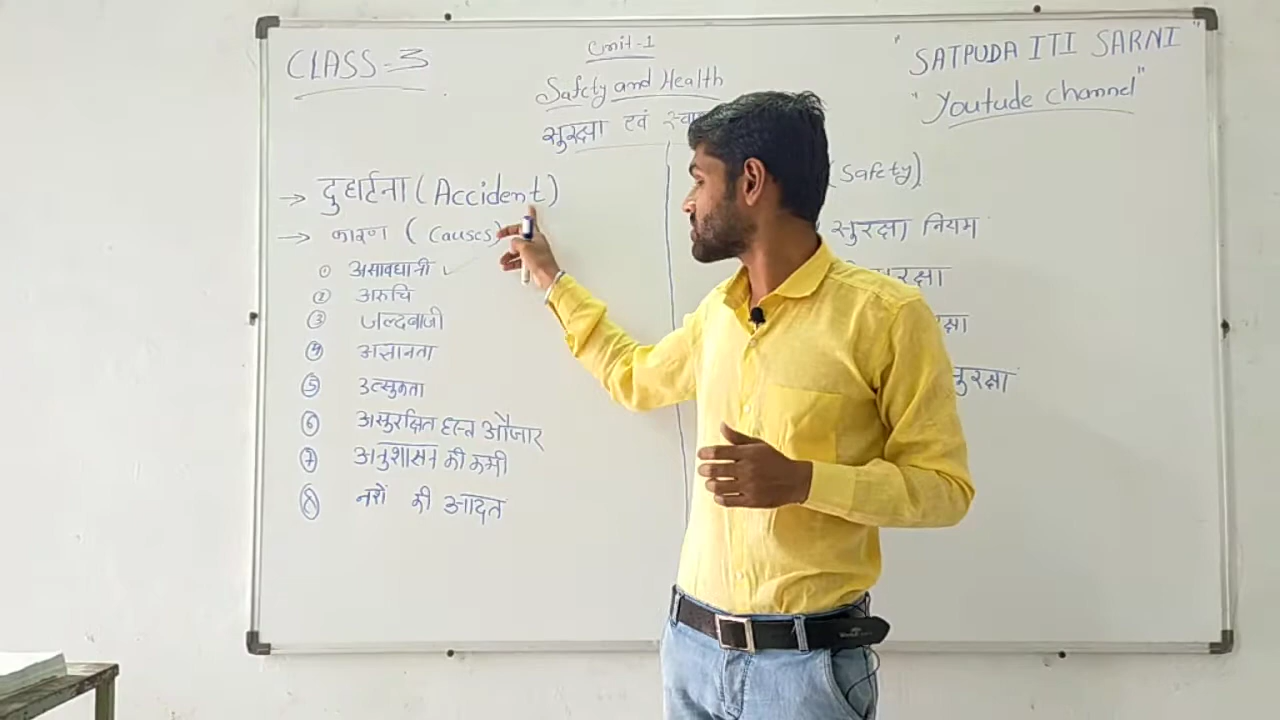 CLASS-3
Unit-1
Safety and Health
सुरक्षा एवं
" SATPUDA ITI SARNI "
" Youtude channel "
→ दुर्घटना ( Accident )
→ कारण ( Causes )
① असावधानी ✓
② अरुचि
③ जल्दबाजी
④ अज्ञानता
⑤ उत्सुकता
⑥ असुरक्षित हस्त औजार
⑦ अनुशासन की कमी
⑧ नशे की आदत
(Safety)
सुरक्षा नियम